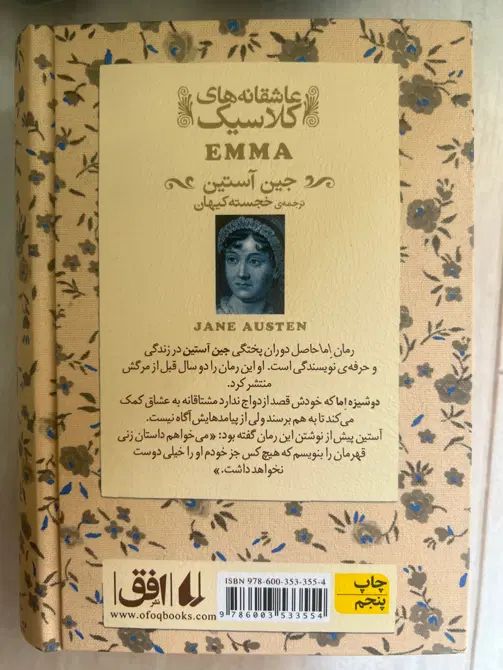 عاشقانه‌های
کلاسیک
EMMA
جین آستین
ترجمه‌ی خجسته کیهان
JANE AUSTEN
رمان اِما حاصل دوران پختگی جین آستین در زندگی
و حرفه‌ی نویسندگی است. او این رمان را دو سال قبل از مرگش
منتشر کرد.
دوشیزه اِما که خودش قصد ازدواج ندارد مشتاقانه به عشاق کمک
می‌کند تا به هم برسند ولی از پیامدهایش آگاه نیست.
آستین پیش از نوشتن این رمان گفته بود: «می‌خواهم داستان زنی
قهرمان را بنویسم که هیچ کس جز خودم او را خیلی دوست
نخواهد داشت.»
ISBN 978-600-353-355-4
9 786003 533554
چاپ
پنجم
نشر افق
www.ofoqbooks.com